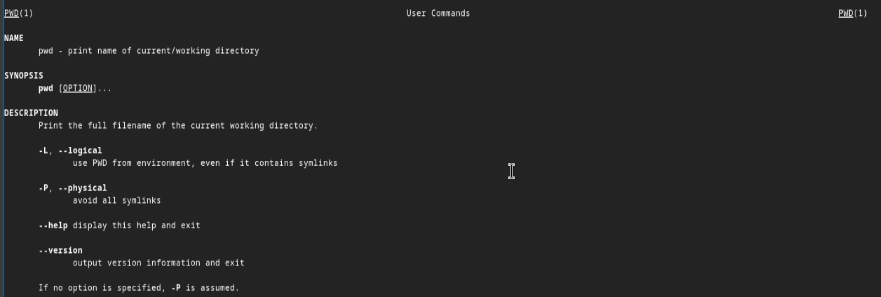 PWD(1) User Commands PWD(1)
NAME
pwd - print name of current/working directory
SYNOPSIS
pwd [OPTION]...
DESCRIPTION
Print the full filename of the current working directory.
-L, --logical
use PWD from environment, even if it contains symlinks
-P, --physical
avoid all symlinks
--help display this help and exit
--version
output version information and exit
If no option is specified, -P is assumed.